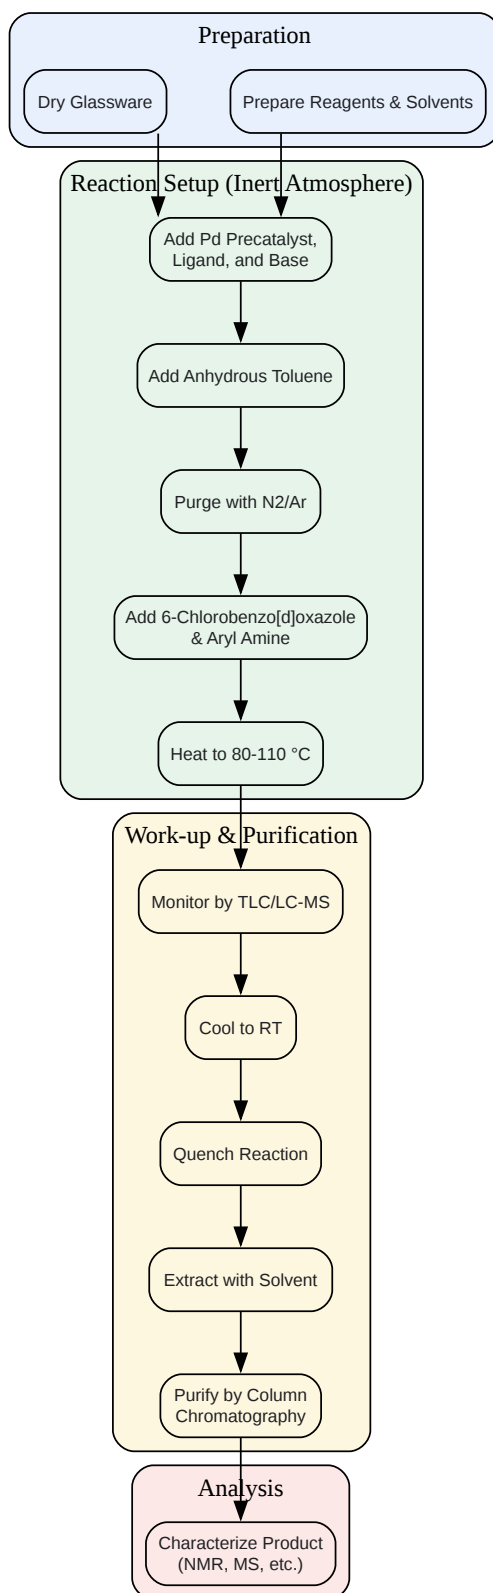 Preparation
Dry Glassware
Prepare Reagents & Solvents
Reaction Setup (Inert Atmosphere)
Add Pd Precatalyst,
Ligand, and Base
Add Anhydrous Toluene
Purge with N2/Ar
Add 6-Chlorobenzo[d]oxazole
& Aryl Amine
Heat to 80-110 °C
Work-up & Purification
Monitor by TLC/LC-MS
Cool to RT
Quench Reaction
Extract with Solvent
Purify by Column
Chromatography
Analysis
Characterize Product
(NMR, MS, etc.)